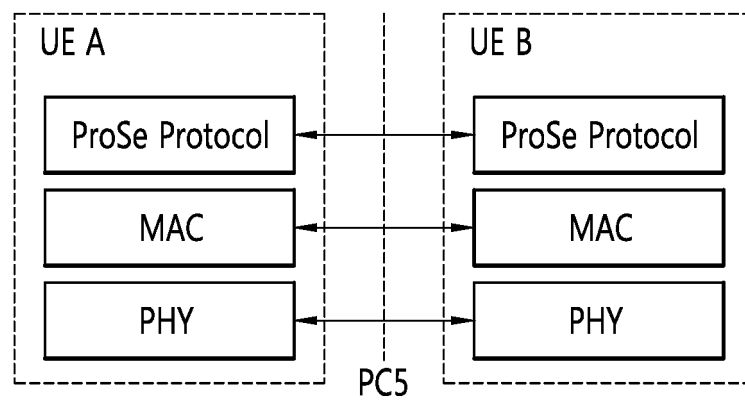 UE A
UE B
ProSe Protocol
ProSe Protocol
MAC
MAC
PHY
PHY
PC5